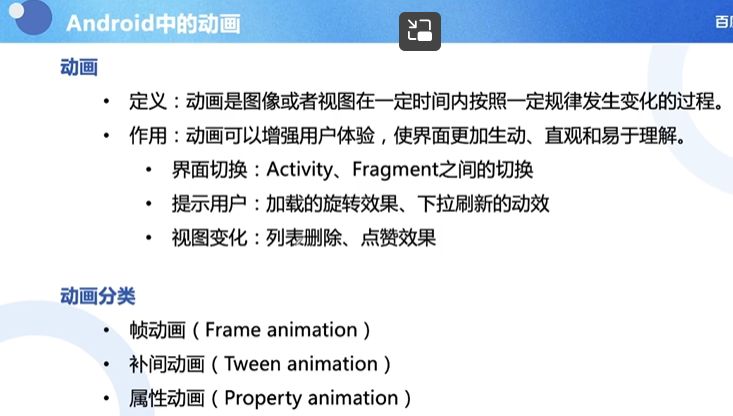 Android中的动画
百
动画
• 定义：动画是图像或者视图在一定时间内按照一定规律发生变化的过程。
• 作用：动画可以增强用户体验，使界面更加生动、直观和易于理解。
• 界面切换：Activity、Fragment之间的切换
• 提示用户：加载的旋转效果、下拉刷新的动效
• 视图变化：列表删除、点赞效果
动画分类
• 帧动画（Frame animation）
• 补间动画（Tween animation）
• 属性动画（Property animation）